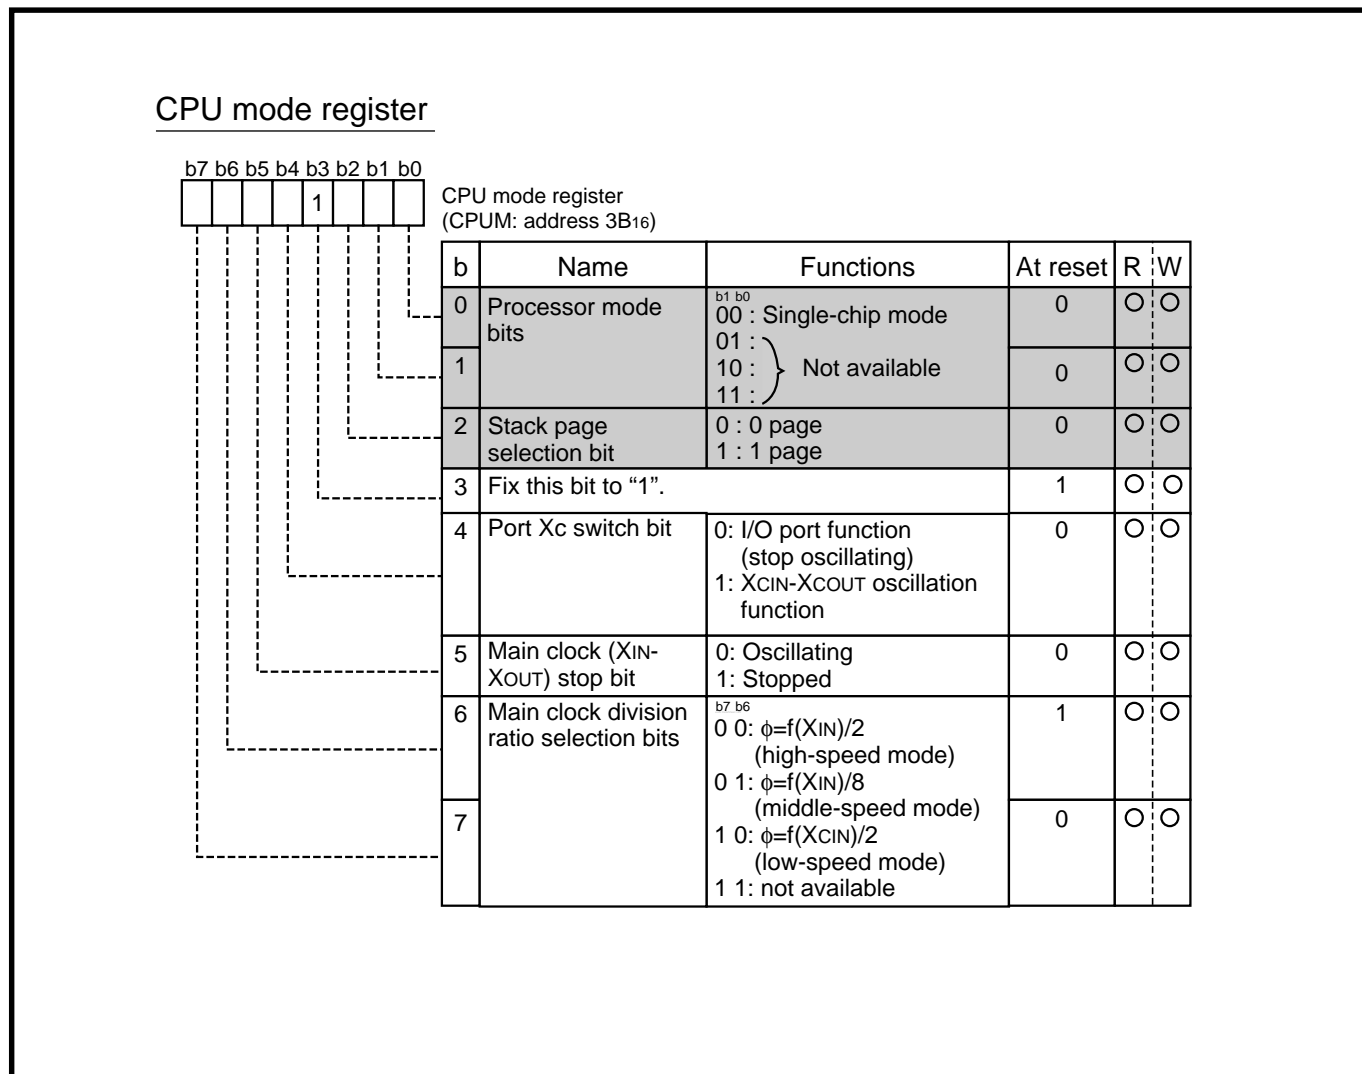 CPU mode register
b7 b6 b5 b4 b3 b2 b1 b0
1
CPU mode register
(CPUM: address 3B16)
b Name Functions At reset R W
0 Processor mode bits
b1 b0
00 : Single-chip mode
01 :
10 : Not available
11 :
0 ○ ○
1 0 ○ ○
2 Stack page selection bit
0 : 0 page
1 : 1 page
0 ○ ○
3 Fix this bit to “1”. 1 ○ ○
4 Port Xc switch bit
0: I/O port function
(stop oscillating)
1: XCIN-XCOUT oscillation
function
0 ○ ○
5 Main clock (XIN-
XOUT) stop bit
0: Oscillating
1: Stopped
0 ○ ○
6 Main clock division
ratio selection bits
b7 b6
0 0: ϕ=f(XIN)/2
(high-speed mode)
0 1: ϕ=f(XIN)/8
(middle-speed mode)
1 0: ϕ=f(XCIN)/2
(low-speed mode)
1 1: not available
1 ○ ○
7 0 ○ ○